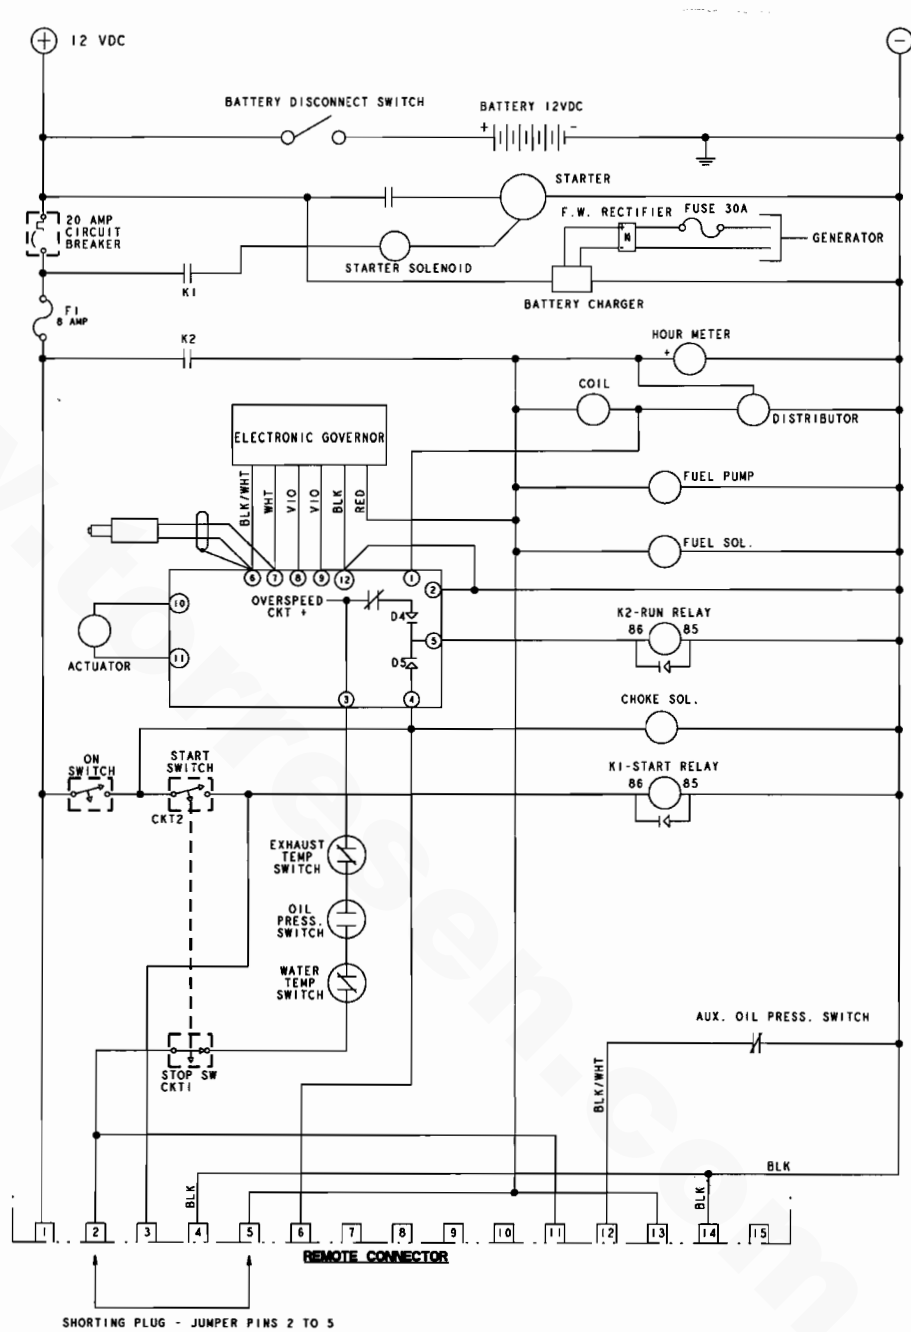 + 12 VDC
-
BATTERY DISCONNECT SWITCH
BATTERY 12VDC
+ -
STARTER
F.W. RECTIFIER
FUSE 30A
20 AMP
CIRCUIT
BREAKER
+
-
GENERATOR
STARTER SOLENOID
K1
BATTERY CHARGER
F1
8 AMP
K2
HOUR METER
+
COIL
DISTRIBUTOR
ELECTRONIC GOVERNOR
BLK/WHT
WHT
VIO
VIO
BLK
RED
FUEL PUMP
FUEL SOL.
6 7 8 9 12 1
2
OVERSPEED
CKT +
10
D4
K2-RUN RELAY
86 85
5
11
D5
ACTUATOR
3 4
CHOKE SOL.
ON
SWITCH
START
SWITCH
K1-START RELAY
86 85
CKT2
EXHAUST
TEMP
SWITCH
OIL
PRESS.
SWITCH
WATER
TEMP
SWITCH
AUX. OIL PRESS. SWITCH
STOP SW
CKT1
BLK/WHT
BLK
BLK
BLK
1 2 3 4 5 6 7 8 9 10 11 12 13 14 15
REMOTE CONNECTOR
SHORTING PLUG - JUMPER PINS 2 TO 5